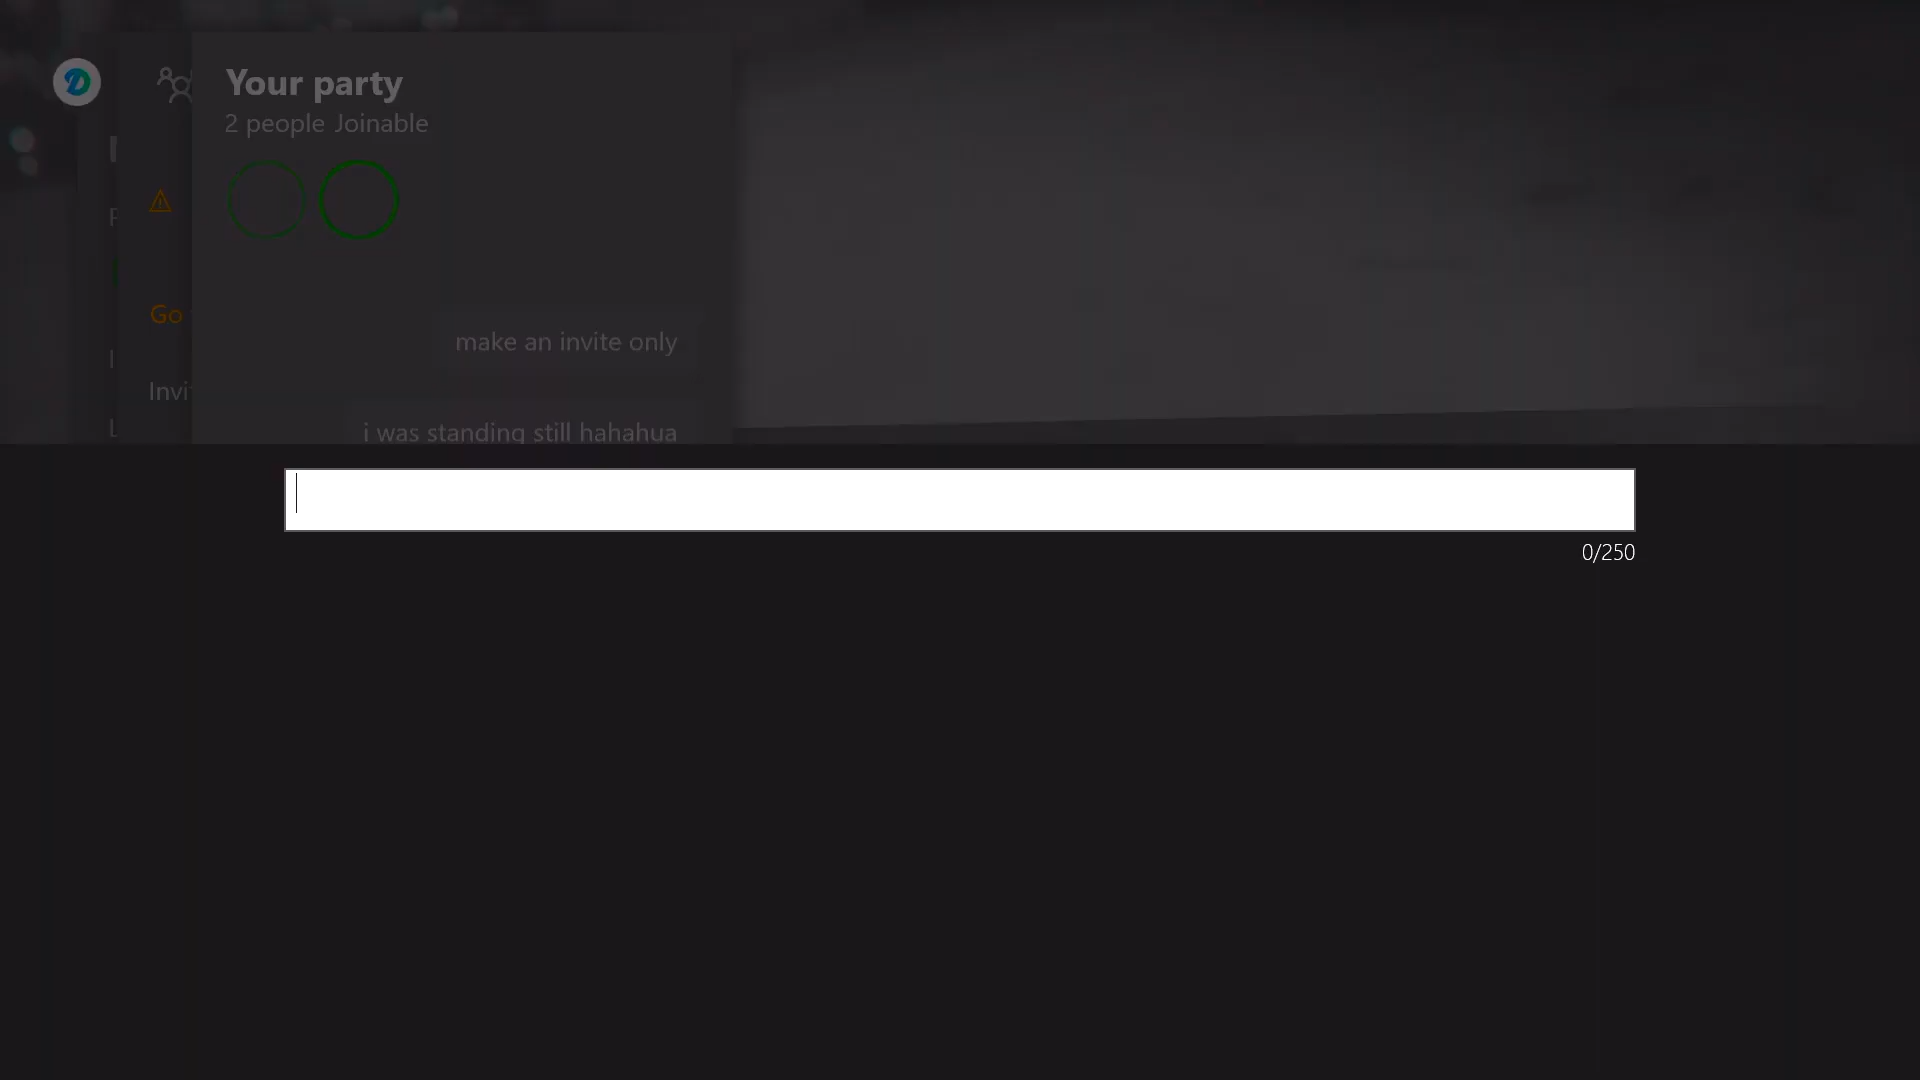 Your party
2 people Joinable
make an invite only
Go
Invi
i was standing still hahahua
0/250